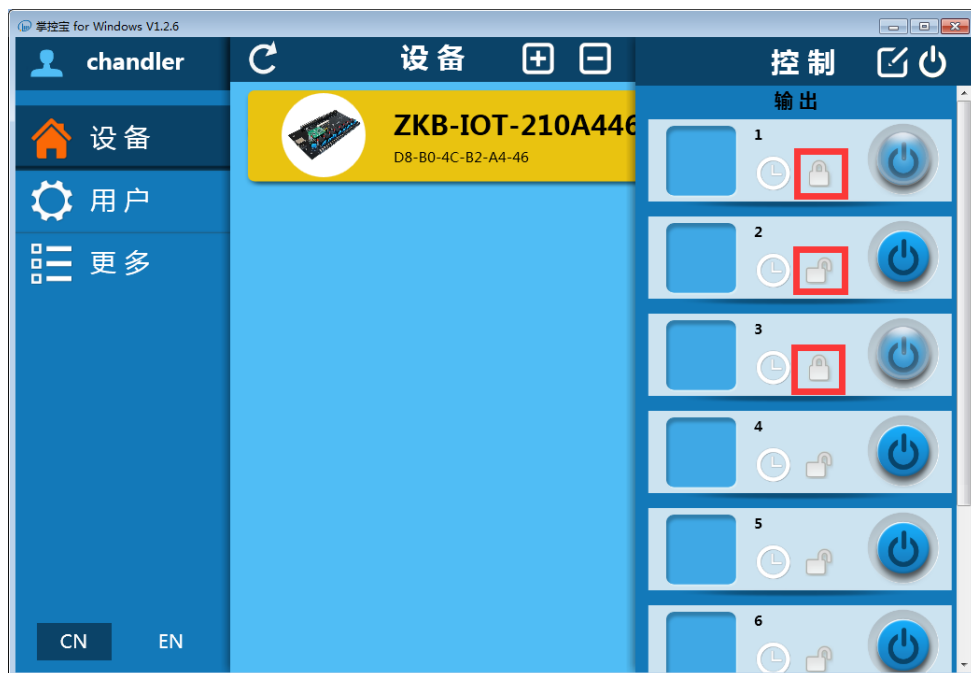 掌控宝 for Windows V1.2.6
chandler
设备
用户
更多
CN EN
设备
ZKB-IOT-210A446
D8-B0-4C-B2-A4-46
控制
输出
1
2
3
4
5
6